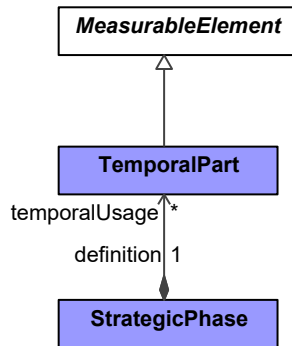 MeasurableElement
TemporalPart
temporalUsage *
definition 1
StrategicPhase